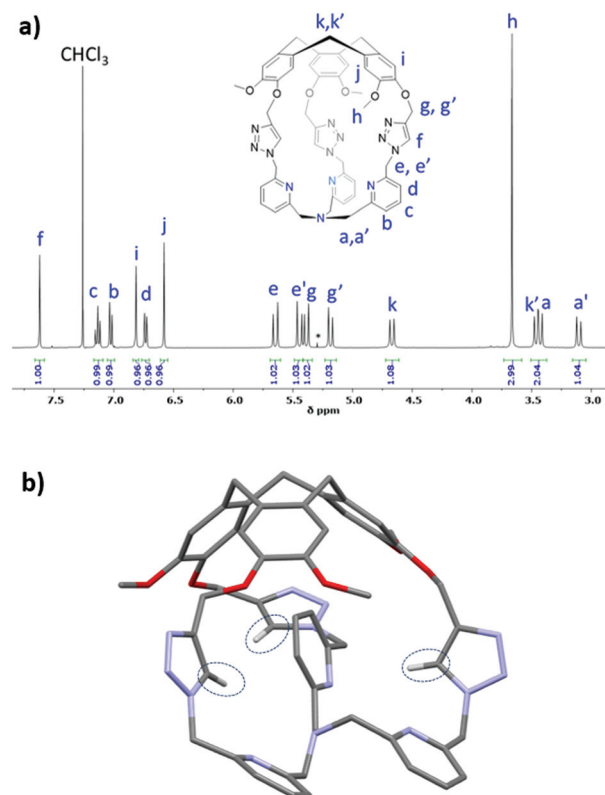 a)
k,k’
h
CHCl3
i
j
h
g, g’
f
e, e’
d
c
b
a,a’
O
O
O
O
O
O
N
N
N
N
N
N
N
N
N
N
N
N
N
f
c
b
i
d
j
e
e'
g
g’
*
k
k’
a
a’
1.00
0.99
0.99
0.96
0.96
0.96
1.02
1.03
1.02
1.03
1.08
2.99
2.04
1.04
7.5
7.0
6.5
6.0
5.5
5.0
4.5
4.0
3.5
3.0
δ ppm
b)